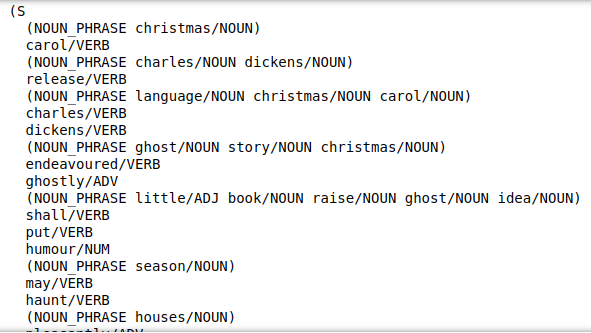 (S
(NOUN_PHRASE christmas/NOUN)
carol/VERB
(NOUN_PHRASE charles/NOUN dickens/NOUN)
release/VERB
(NOUN_PHRASE language/NOUN christmas/NOUN carol/NOUN)
charles/VERB
dickens/VERB
(NOUN_PHRASE ghost/NOUN story/NOUN christmas/NOUN)
endeavoured/VERB
ghostly/ADV
(NOUN_PHRASE little/ADJ book/NOUN raise/NOUN ghost/NOUN idea/NOUN)
shall/VERB
put/VERB
humour/NUM
(NOUN_PHRASE season/NOUN)
may/VERB
haunt/VERB
(NOUN_PHRASE houses/NOUN)
pleasantly/ADV